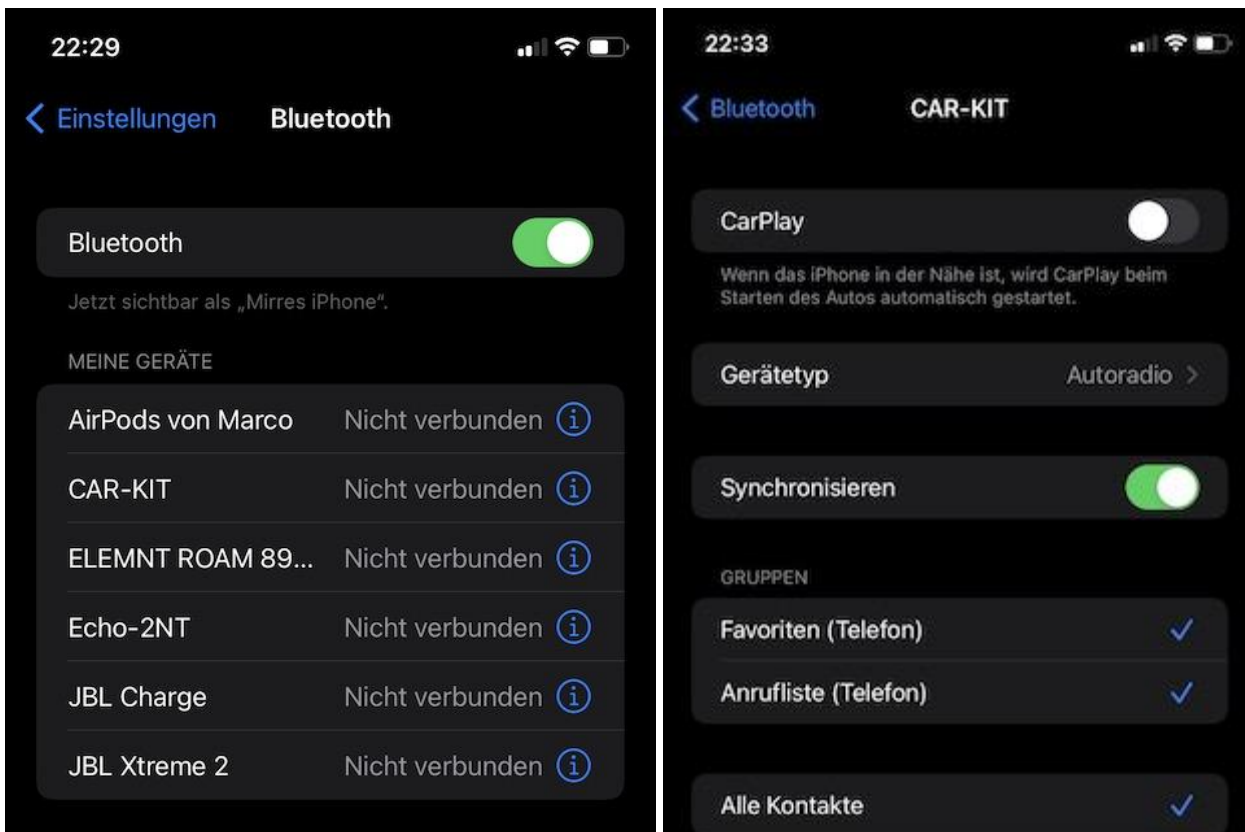 22:29
Einstellungen
Bluetooth
Bluetooth
Jetzt sichtbar als „Mirres iPhone“.
MEINE GERÄTE
AirPods von Marco Nicht verbunden
CAR-KIT Nicht verbunden
ELEMNT ROAM 89... Nicht verbunden
Echo-2NT Nicht verbunden
JBL Charge Nicht verbunden
JBL Xtreme 2 Nicht verbunden
22:33
Bluetooth
CAR-KIT
CarPlay
Wenn das iPhone in der Nähe ist, wird CarPlay beim
Starten des Autos automatisch gestartet.
Gerätetyp Autoradio
Synchronisieren
GRUPPEN
Favoriten (Telefon)
Anrufliste (Telefon)
Alle Kontakte